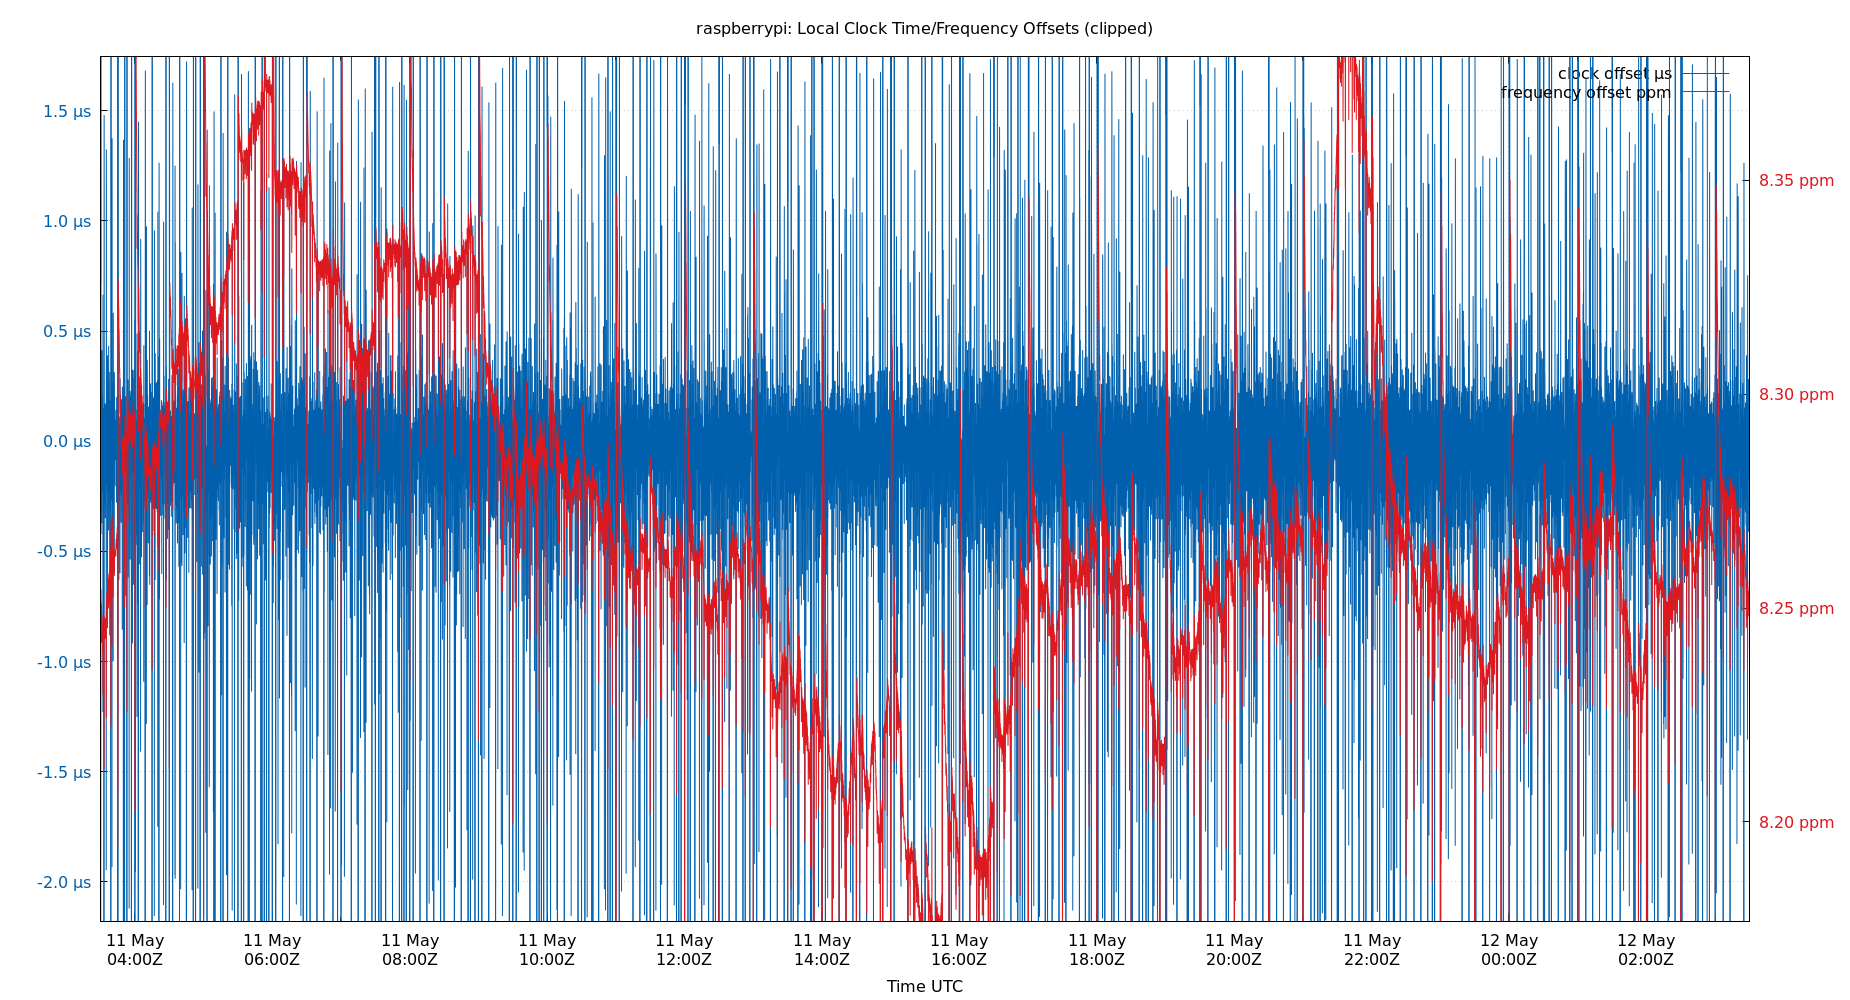 raspberrypi: Local Clock Time/Frequency Offsets (clipped)
clock offset µs
frequency offset ppm
1.5 µs
1.0 µs
0.5 µs
0.0 µs
-0.5 µs
-1.0 µs
-1.5 µs
-2.0 µs
8.35 ppm
8.30 ppm
8.25 ppm
8.20 ppm
11 May 11 May 11 May 11 May 11 May 11 May 11 May 11 May 11 May 11 May 12 May 12 May
04:00Z 06:00Z 08:00Z 10:00Z 12:00Z 14:00Z 16:00Z 18:00Z 20:00Z 22:00Z 00:00Z 02:00Z
Time UTC